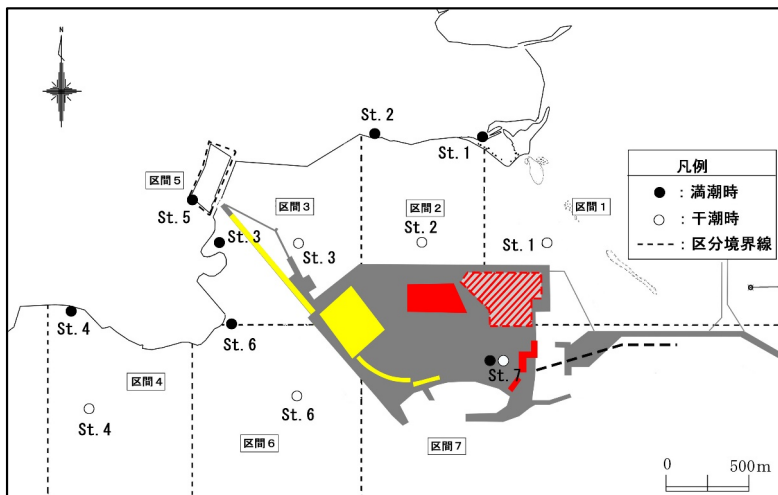 N
St.2
St.1
凡例
●：満潮時
○：干潮時
---：区分境界線
区間5
St.5
区間3
区間2
区間1
St.3
St.3
St.2
St.1
St.4
St.6
St.7
区間4
St.4
St.6
区間6
区間7
0 500m